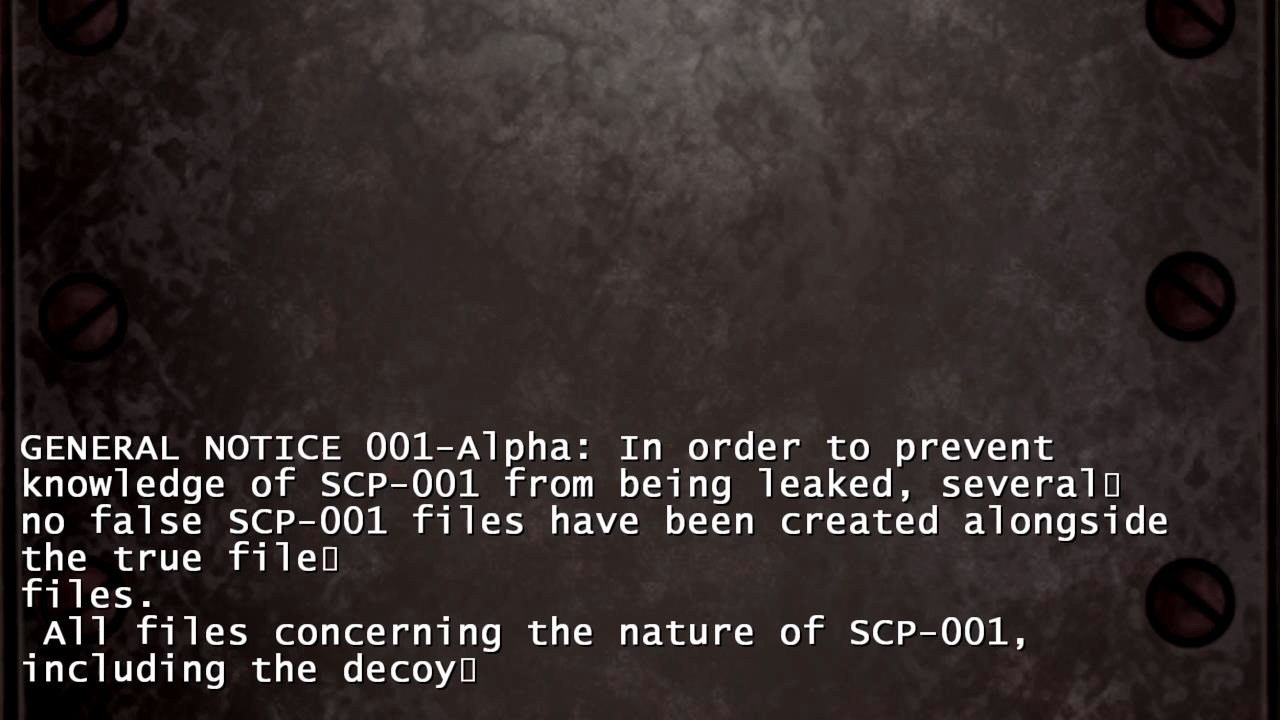 GENERAL NOTICE 001-Alpha: In order to prevent
knowledge of SCP-001 from being leaked, several▯
no false SCP-001 files have been created alongside
the true file▯
files.
All files concerning the nature of SCP-001,
including the decoy▯